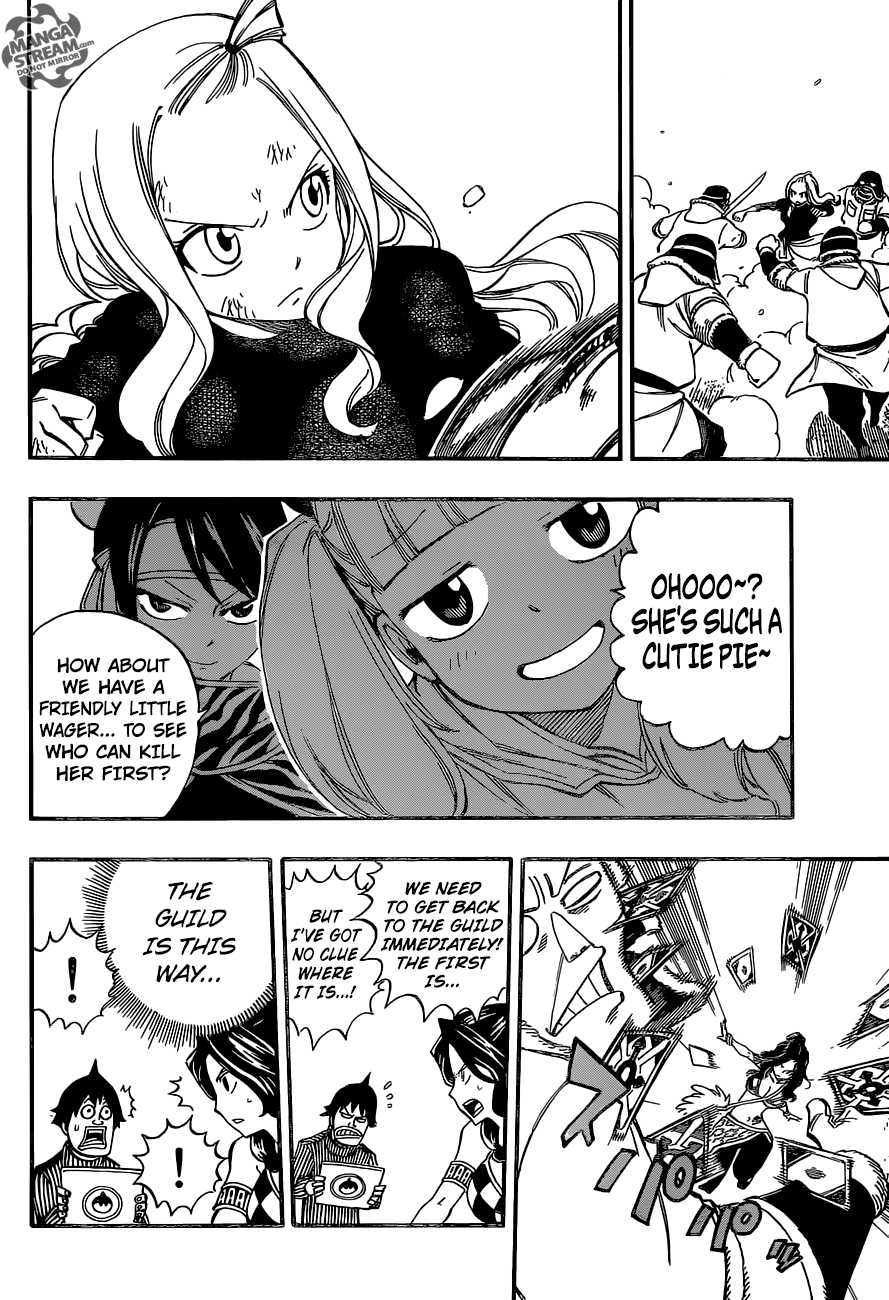 MANGA
STREAM.com
DO NOT MIRROR
OHOOO~?
SHE'S SUCH A
CUTIE PIE~
HOW ABOUT
WE HAVE A
FRIENDLY LITTLE
WAGER... TO SEE
WHO CAN KILL
HER FIRST?
WE NEED
TO GET BACK
TO THE GUILD
IMMEDIATELY!
THE FIRST
IS...
BUT
I'VE GOT
NO CLUE
WHERE
IT IS...!
THE
GUILD
IS THIS
WAY...
!
!